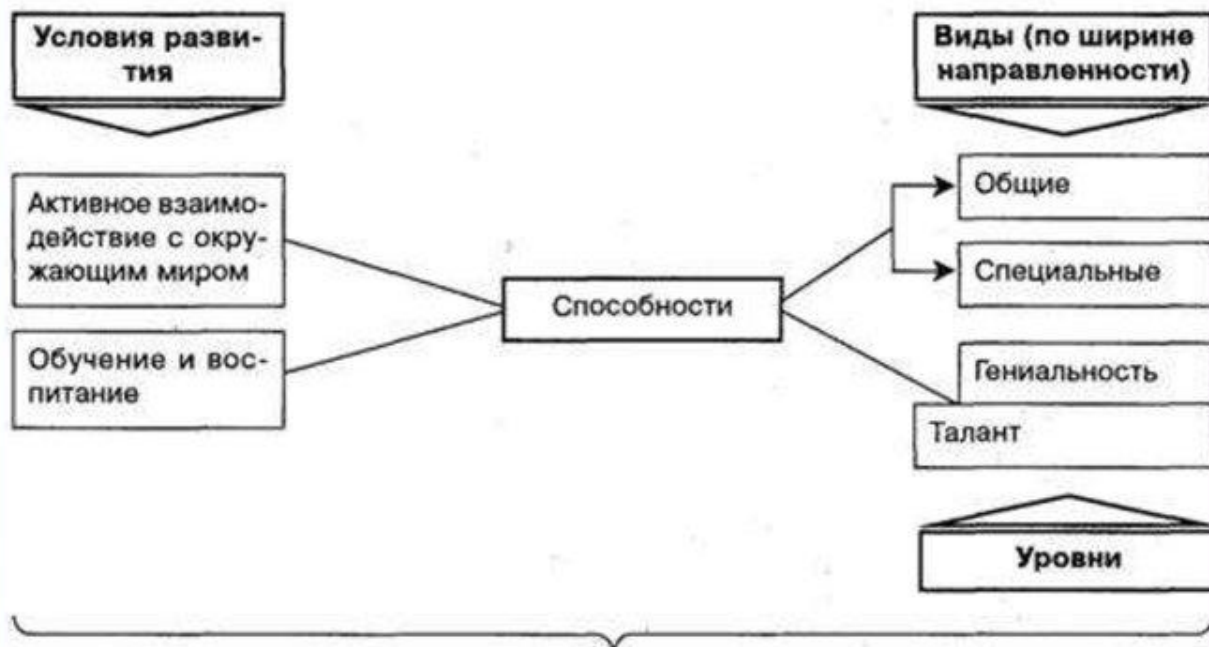 Условия разви-
тия
Активное взаимо-
действие с окру-
жающим миром
Обучение и вос-
питание
Способности
Виды (по ширине
направленности)
Общие
Специальные
Гениальность
Талант
Уровни